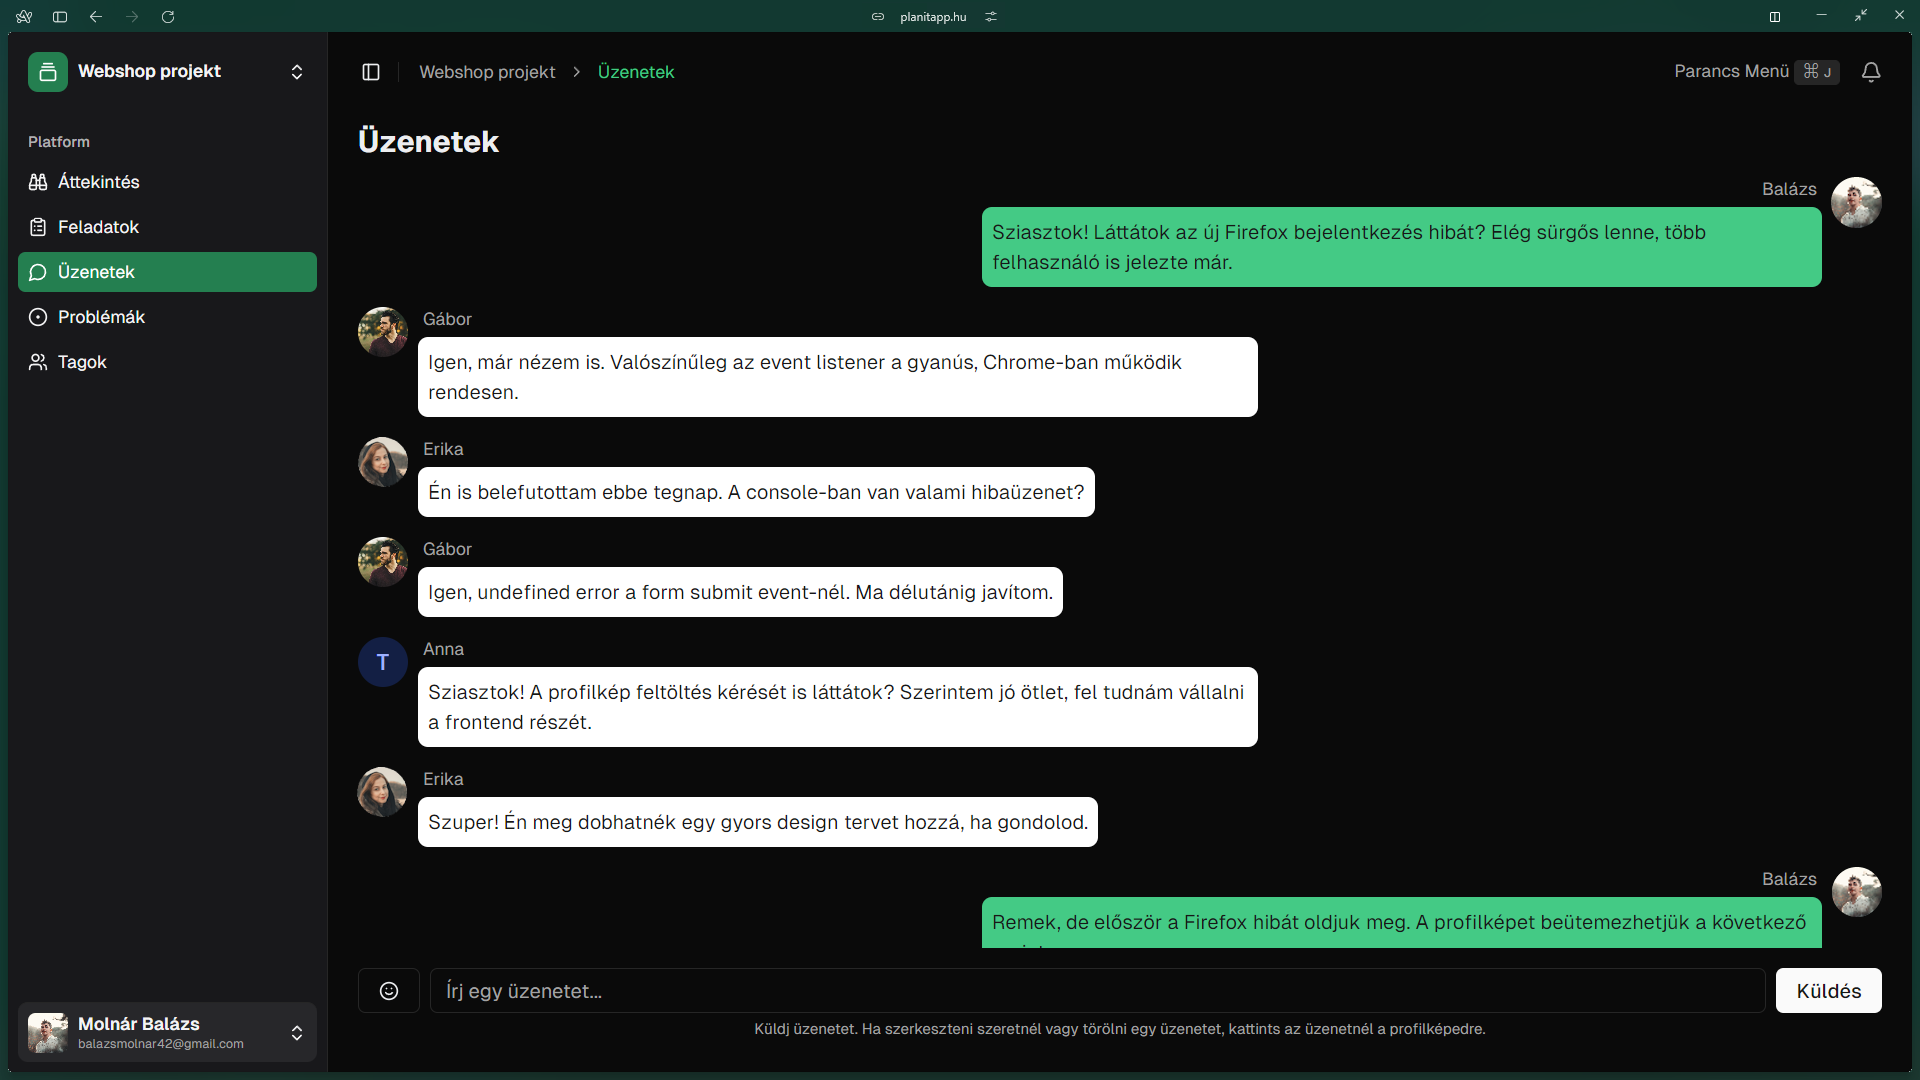 planitapp.hu
Webshop projekt
Platform
Áttekintés
Feladatok
Üzenetek
Problémák
Tagok
Molnár Balázs
balazsmolnar42@gmail.com
Webshop projekt > Üzenetek
Parancs Menü ⌘ J
Üzenetek
Balázs
Sziasztok! Láttátok az új Firefox bejelentkezés hibát? Elég sürgős lenne, több
felhasználó is jelezte már.
Gábor
Igen, már nézem is. Valószínűleg az event listener a gyanús, Chrome-ban működik
rendesen.
Erika
Én is belefutottam ebbe tegnap. A console-ban van valami hibaüzenet?
Gábor
Igen, undefined error a form submit event-nél. Ma délutánig javítom.
T
Anna
Sziasztok! A profilkép feltöltés kérését is láttátok? Szerintem jó ötlet, fel tudnám vállalni
a frontend részét.
Erika
Szuper! Én meg dobhatnék egy gyors design tervet hozzá, ha gondolod.
Balázs
Remek, de először a Firefox hibát oldjuk meg. A profilképet beütemezhetjük a következő
Írj egy üzenetet...
Küldés
Küldj üzenetet. Ha szerkeszteni szeretnél vagy törölni egy üzenetet, kattints az üzenetnél a profilképedre.